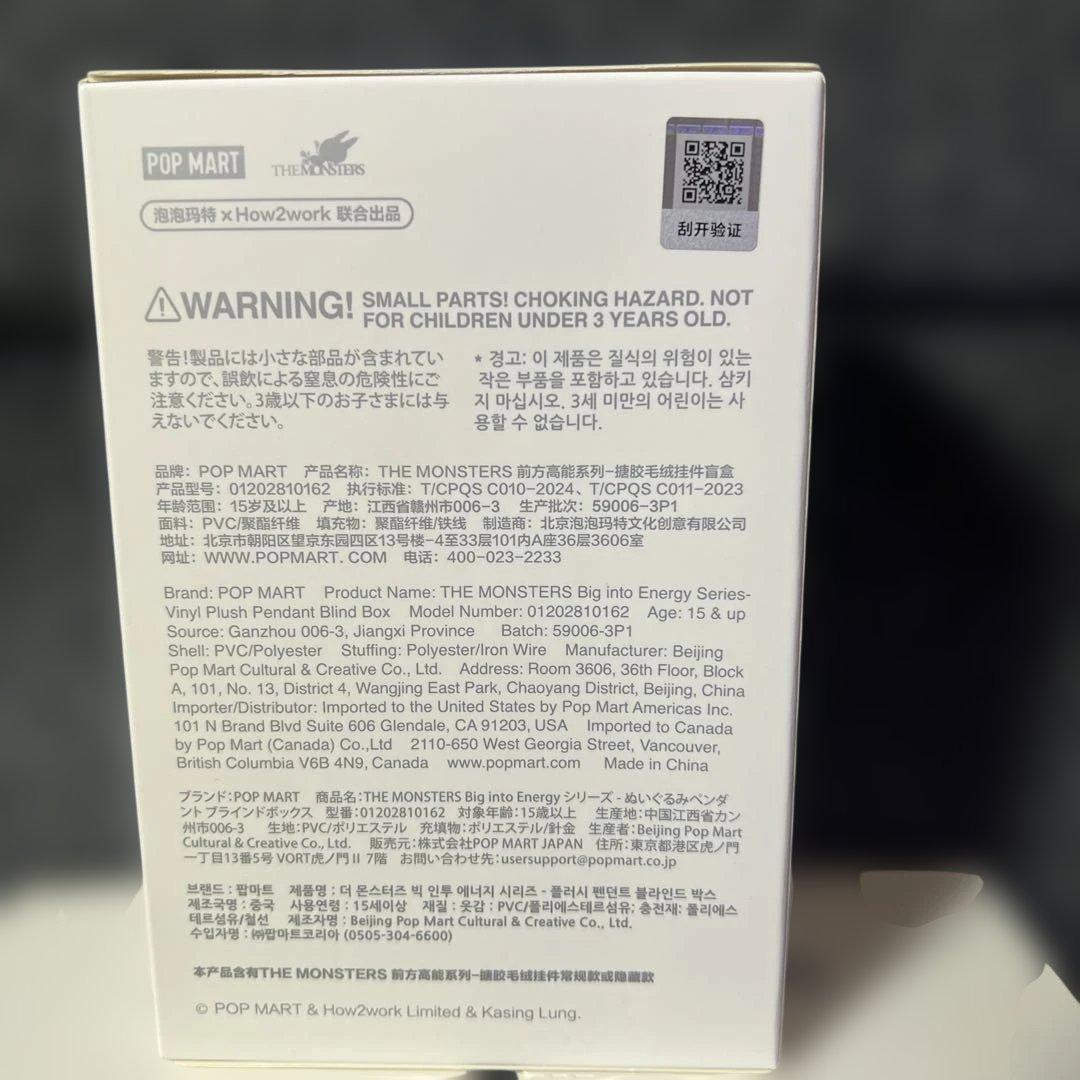 POP MART
THE MONSTERS
泡泡玛特×How2work 联合出品
刮开验证
WARNING! SMALL PARTS! CHOKING HAZARD. NOT
FOR CHILDREN UNDER 3 YEARS OLD.
警告!製品には小さな部品が含まれてい
ますので、誤飲による窒息の危険性にご
注意ください。3歳以下のお子さまには与
えないでください。
* 경고: 이 제품은 질식의 위험이 있는
작은 부품을 포함하고 있습니다. 삼키
지 마십시오. 3세 미만의 어린이는 사
용할 수 없습니다.
品牌: POP MART 产品名称: THE MONSTERS 前方高能系列-搪胶毛绒挂件盲盒
产品型号: 01202810162 执行标准: T/CPQS C010-2024、T/CPQS C011-2023
年龄范围: 15岁及以上 产地: 江西省赣州市006-3 生产批次: 59006-3P1
面料: PVC/聚酯纤维 填充物: 聚酯纤维/铁线 制造商: 北京泡泡玛特文化创意有限公司
地址: 北京市朝阳区望京东园四区13号楼-4至33层101内A座36层3606室
网址: WWW.POPMART. COM 电话: 400-023-2233
Brand: POP MART Product Name: THE MONSTERS Big into Energy Series-
Vinyl Plush Pendant Blind Box Model Number: 01202810162 Age: 15 & up
Source: Ganzhou 006-3, Jiangxi Province Batch: 59006-3P1
Shell: PVC/Polyester Stuffing: Polyester/Iron Wire Manufacturer: Beijing
Pop Mart Cultural & Creative Co., Ltd. Address: Room 3606, 36th Floor, Block
A, 101, No. 13, District 4, Wangjing East Park, Chaoyang District, Beijing, China
Importer/Distributor: Imported to the United States by Pop Mart Americas Inc.
101 N Brand Blvd Suite 606 Glendale, CA 91203, USA Imported to Canada
by Pop Mart (Canada) Co.,Ltd 2110-650 West Georgia Street, Vancouver,
British Columbia V6B 4N9, Canada www.popmart.com Made in China
ブランド:POP MART 商品名:THE MONSTERS Big into Energy シリーズ - ぬいぐるみペンダ
ント ブラインドボックス 型番:01202810162 対象年齢:15歳以上 生産地:中国江西省カン
州市006-3 生地:PVC/ポリエステル 充填物:ポリエステル/針金 生産者:Beijing Pop Mart
Cultural & Creative Co., Ltd. 販売元:株式会社POP MART JAPAN 住所:東京都港区虎ノ門
一丁目13番5号 VORT虎ノ門Ⅱ 7階 お問い合わせ先:usersupport@popmart.co.jp
브랜드 : 팝마트 제품명 : 더 몬스터즈 빅 인투 에너지 시리즈 - 플러시 펜던트 블라인드 박스
제조국명 : 중국 사용연령 : 15세이상 재질 : 옷감 : PVC/폴리에스테르섬유; 충전재: 폴리에스
테르섬유/철선 제조자명 : Beijing Pop Mart Cultural & Creative Co., Ltd.
수입자명 : ㈜팝마트코리아 (0505-304-6600)
本产品含有THE MONSTERS 前方高能系列-搪胶毛绒挂件常规款或隐藏款
© POP MART & How2work Limited & Kasing Lung.